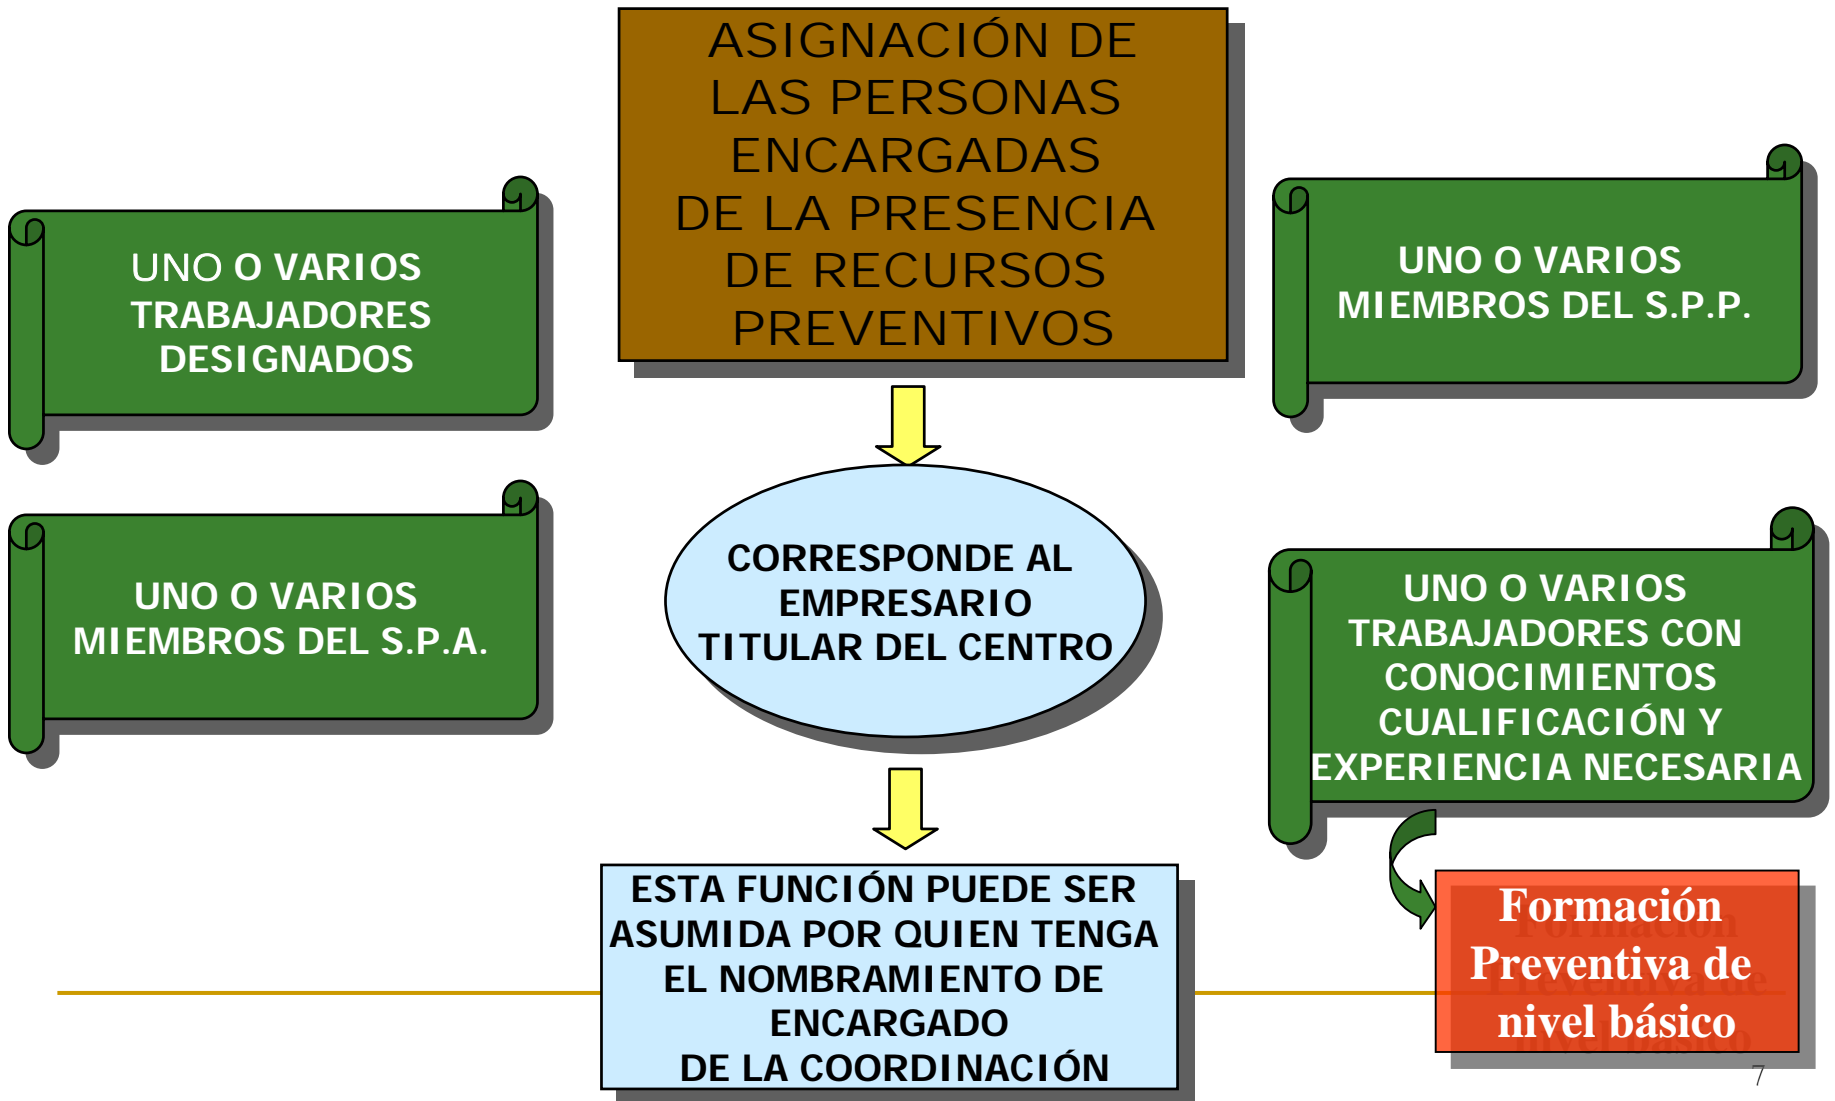 ASIGNACIÓN DE
LAS PERSONAS
ENCARGADAS
DE LA PRESENCIA
DE RECURSOS
PREVENTIVOS
UNO O VARIOS
TRABAJADORES
DESIGNADOS
UNO O VARIOS
MIEMBROS DEL S.P.P.
UNO O VARIOS
MIEMBROS DEL S.P.A.
CORRESPONDE AL
EMPRESARIO
TITULAR DEL CENTRO
UNO O VARIOS
TRABAJADORES CON
CONOCIMIENTOS
CUALIFICACIÓN Y
EXPERIENCIA NECESARIA
ESTA FUNCIÓN PUEDE SER
ASUMIDA POR QUIEN TENGA
EL NOMBRAMIENTO DE
ENCARGADO
DE LA COORDINACIÓN
Formación
Preventiva de
nivel básico
7